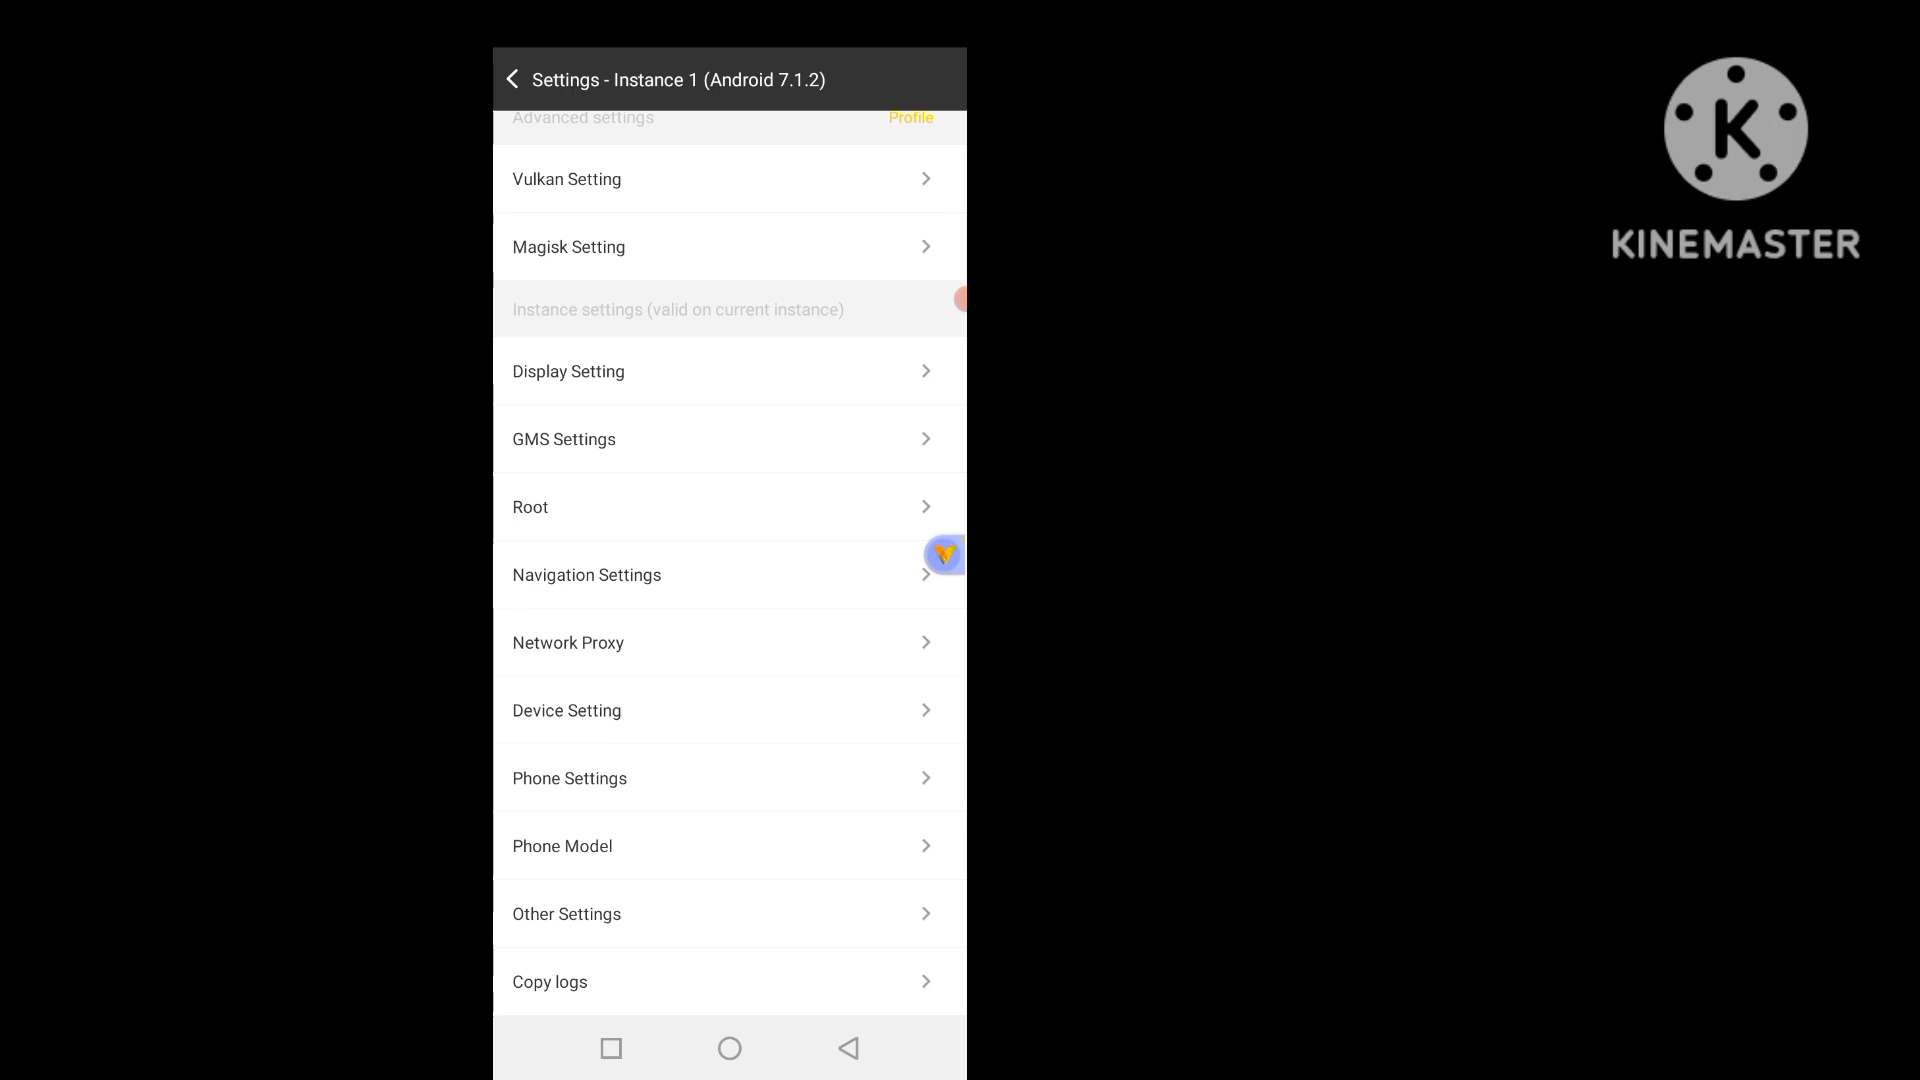 Settings - Instance 1 (Android 7.1.2)
Advanced settings Profile
Vulkan Setting
Magisk Setting
Instance settings (valid on current instance)
Display Setting
GMS Settings
Root
Navigation Settings
Network Proxy
Device Setting
Phone Settings
Phone Model
Other Settings
Copy logs
K
KINEMASTER